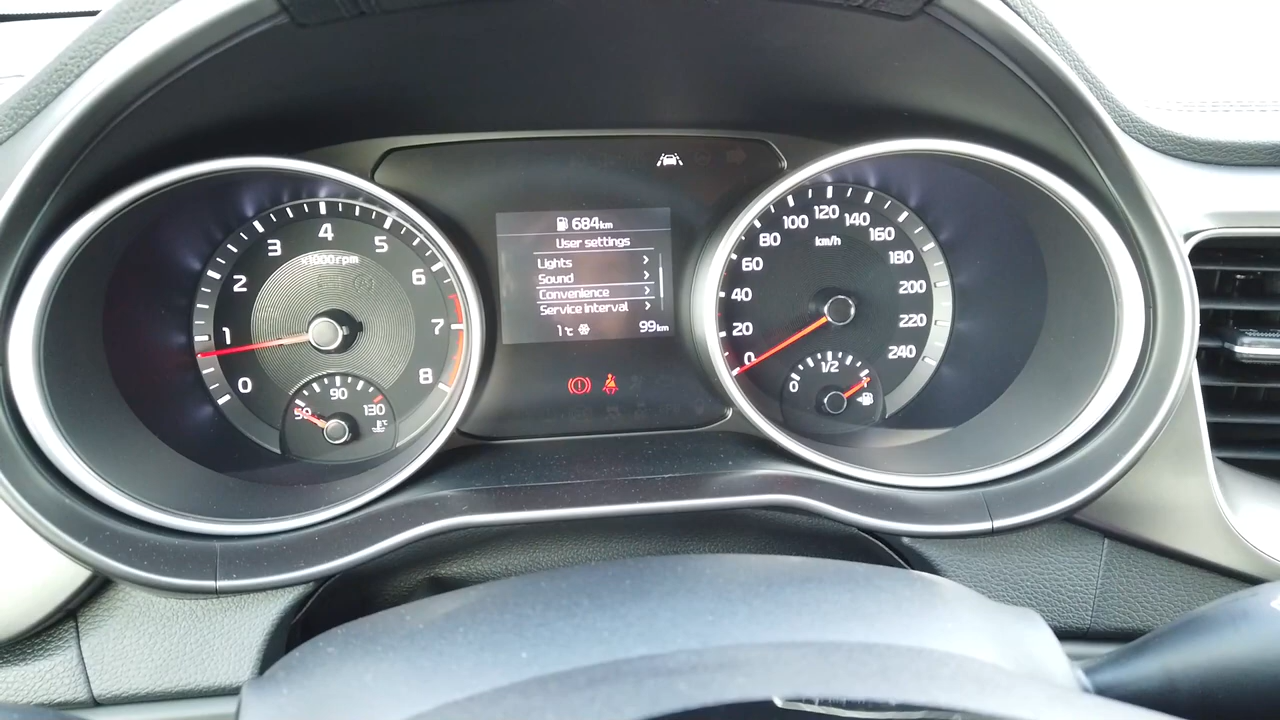 684km
User settings
Lights
Sound
Convenience
Service interval
1°C
99km
x1000rpm
0
1
2
3
4
5
6
7
8
50
90
130
°C
km/h
0
20
40
60
80
100
120
140
160
180
200
220
240
0
1/2